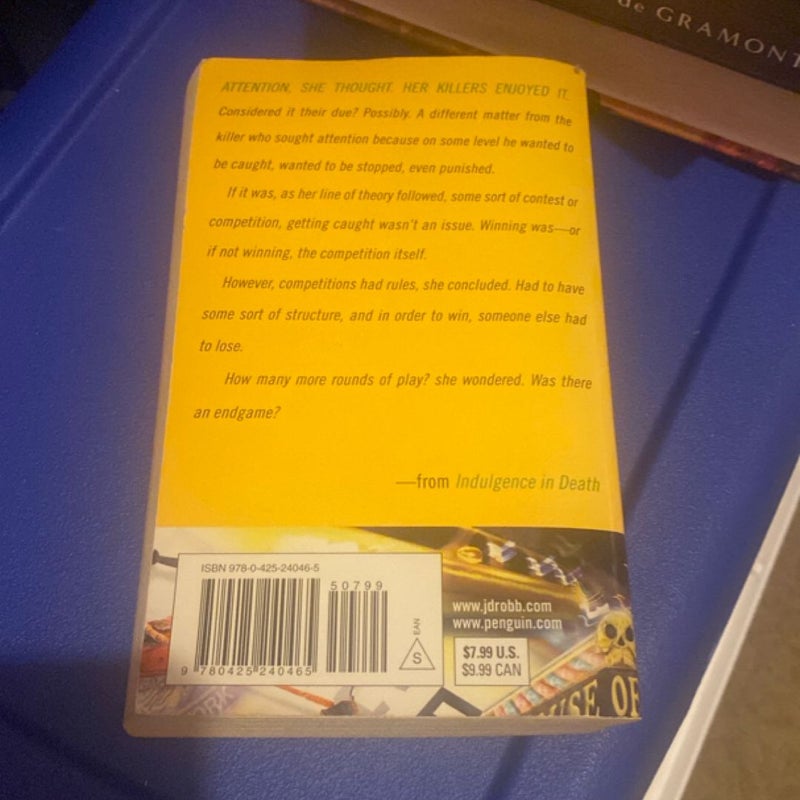 de GRAMONT
ATTENTION, SHE THOUGHT. HER KILLERS ENJOYED IT.
Considered it their due? Possibly. A different matter from the
killer who sought attention because on some level he wanted to
be caught, wanted to be stopped, even punished.
If it was, as her line of theory followed, some sort of contest or
competition, getting caught wasn't an issue. Winning was—or
if not winning, the competition itself.
However, competitions had rules, she concluded. Had to have
some sort of structure, and in order to win, someone else had
to lose.
How many more rounds of play? she wondered. Was there
an endgame?
—from Indulgence in Death
ISBN 978-0-425-24046-5
50799
9 780425 240465
EAN
S
www.jdrobb.com
www.penguin.com
$7.99 U.S.
$9.99 CAN
USE OF